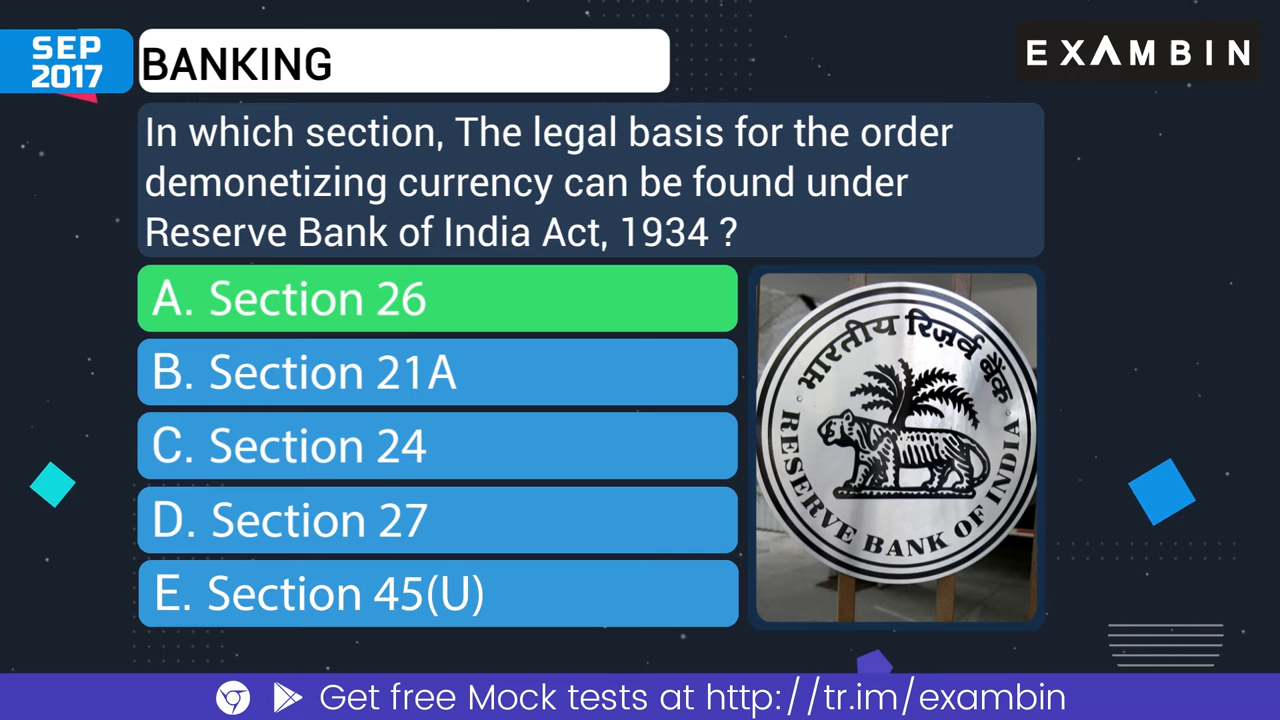 SEP
2017
BANKING
EXAMBIN
In which section, The legal basis for the order
demonetizing currency can be found under
Reserve Bank of India Act, 1934 ?
A. Section 26
B. Section 21A
C. Section 24
D. Section 27
E. Section 45(U)
भारतीय रिज़र्व बैंक
RESERVE BANK OF INDIA
Get free Mock tests at http://tr.im/exambin